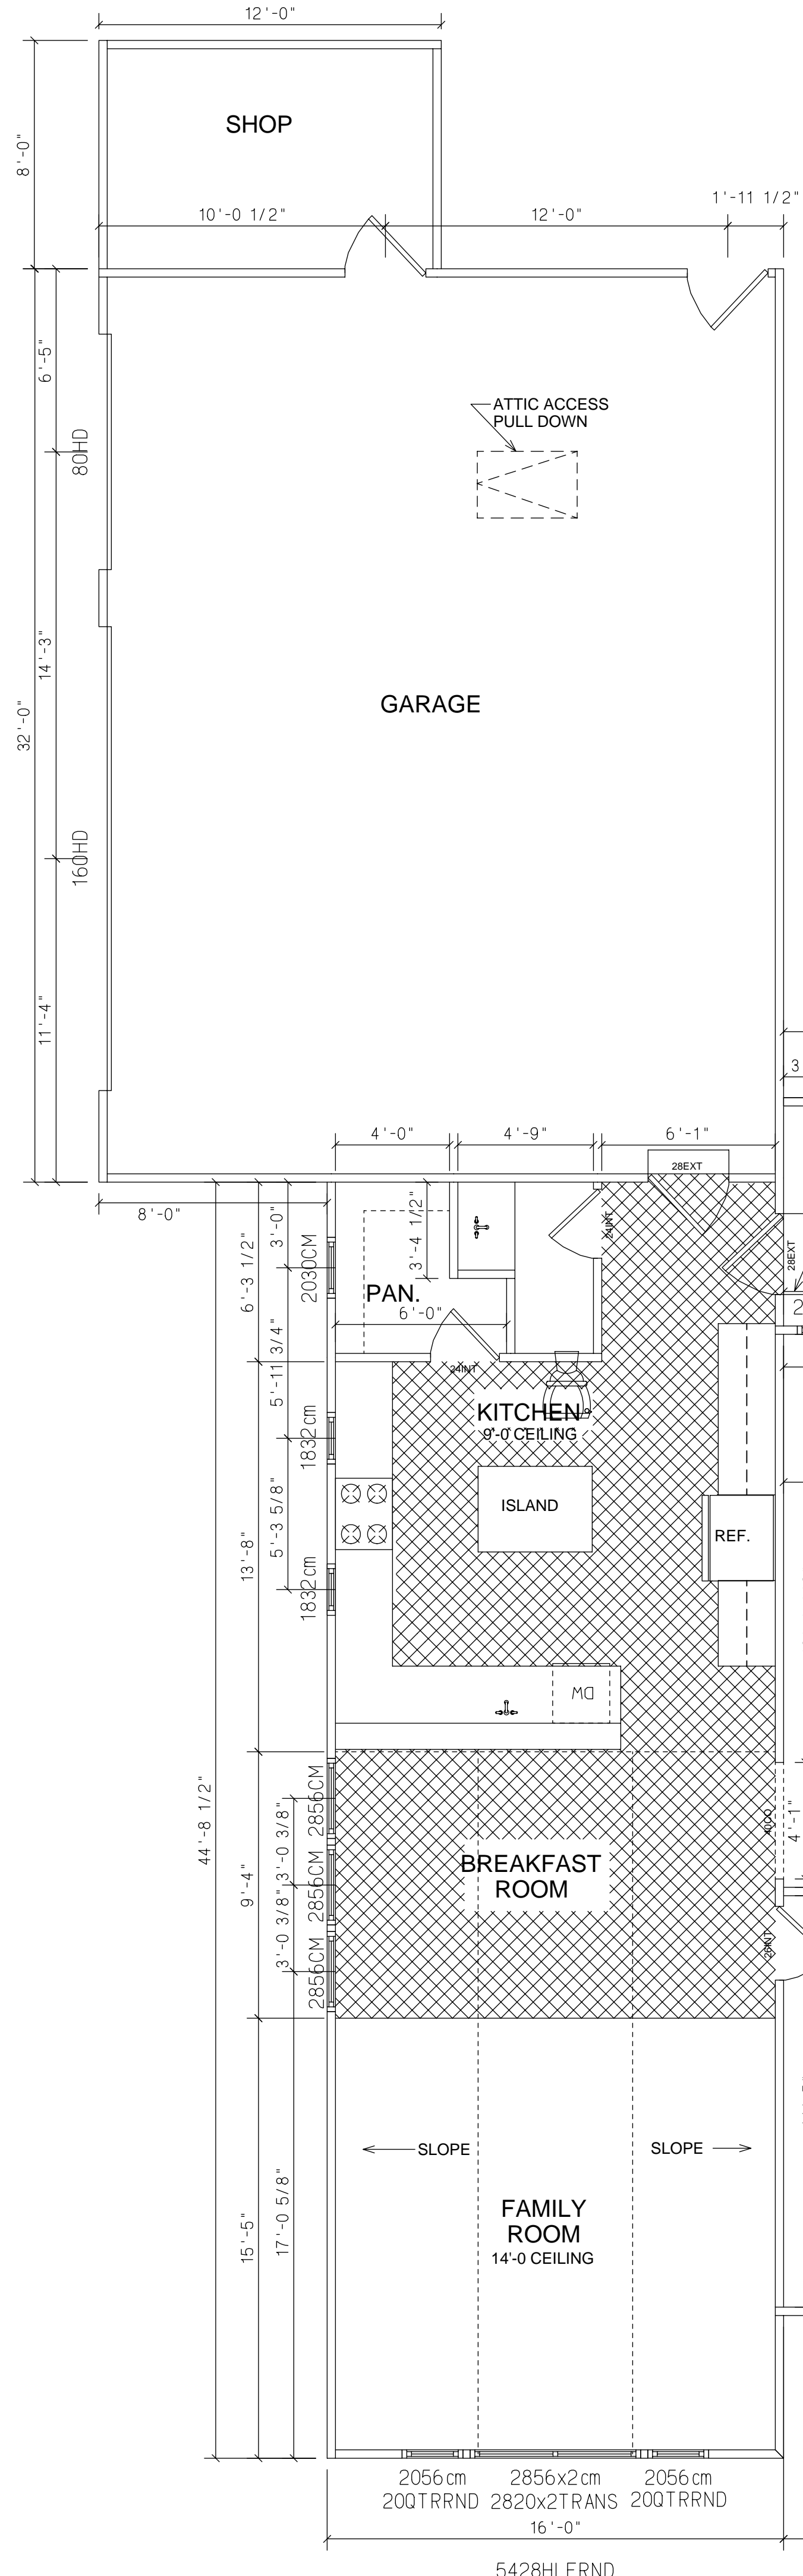 12'-0"
SHOP
8'-0"
10'-0 1/2"
12'-0"
1'-11 1/2"
6'-5"
ATTIC ACCESS
PULL DOWN
80HD
14'-3"
GARAGE
32'-0"
160HD
11'-4"
3
4'-0"
4'-9"
6'-1"
28EXT
8'-0"
3'-0"
3'-4 1/2"
24INT
28EXT
6'-3 1/2"
2030CM
PAN.
6'-0"
2
5'-11 3/4"
24INT
KITCHEN
9'-0 CEILING
1832cm
ISLAND
REF.
5'-3 5/8"
13'-8"
1832cm
DW
44'-8 1/2"
2856CM
3'-0 3/8"
4'-1"
4000
BREAKFAST
ROOM
2856CM
9'-4"
3'-0 3/8"
26INT
2856CM
SLOPE
SLOPE
FAMILY
ROOM
14'-0 CEILING
15'-5"
17'-0 5/8"
2056cm
2856x2cm
2056cm
20QTRRND
2820x2TRANS
20QTRRND
16'-0"